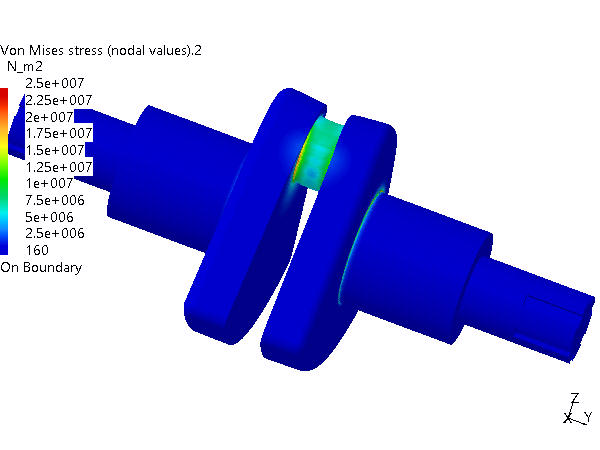 Von Mises stress (nodal values).2
N_m2
2.5e+007
2.25e+007
2e+007
1.75e+007
1.5e+007
1.25e+007
1e+007
7.5e+006
5e+006
2.5e+006
160
On Boundary
Z
X Y